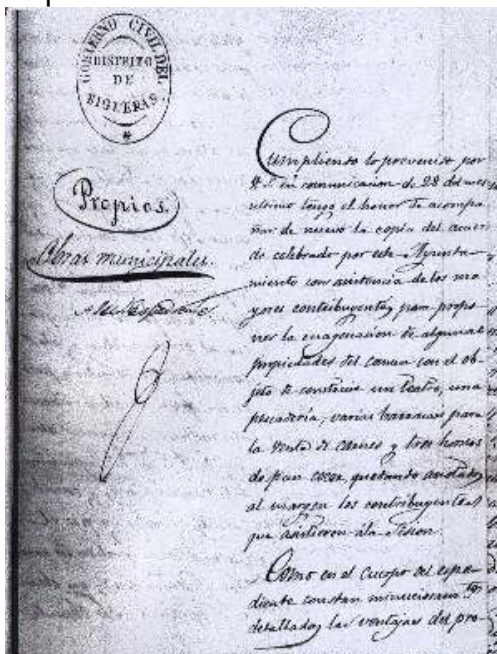 GOBIERNO CIVIL DEL
DISTRITO
DE
FIGUERAS
Propios.
Obras municipales.
Cumpliendo lo prevenido por
V. S. en comunicacion de 28 del mes
ultimo tengo el honor de acompa
ñar de nuevo la copia del acuer
do celebrado por este Ayunta
miento con asistencia de los ma
yores contribuyentes, para propo
ner la enagenacion de algunas
propiedades del comun con el ob-
jeto de construir un teatro, una
pescaderia, varias barracas para
la venta de carnes y tres hornos
de pan cocer, quedando anotados
al margen los contribuyentes
que asistieron á la sesion.
Como en el cuerpo del espe-
diente constan minuciosam.te
detallados las ventajas del pro-